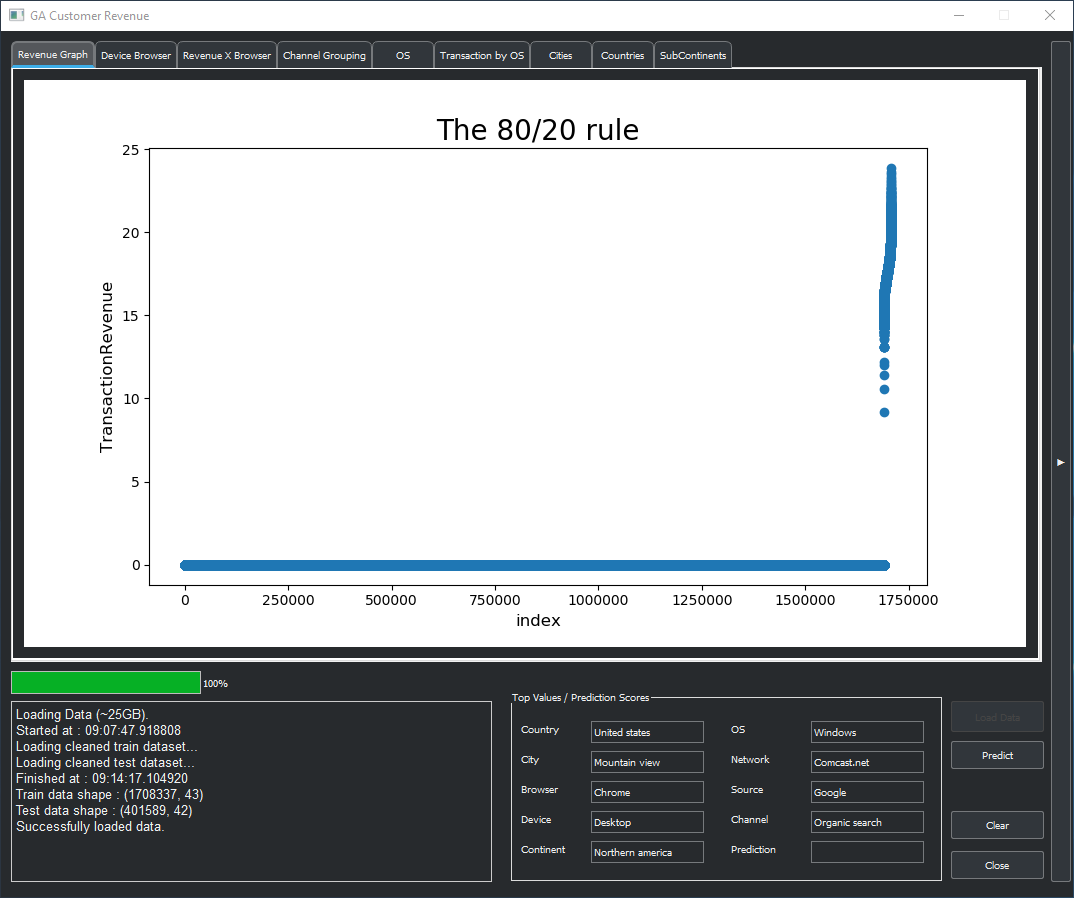 GA Customer Revenue
Revenue Graph Device Browser Revenue X Browser Channel Grouping OS Transaction by OS Cities Countries SubContinents
The 80/20 rule
25
20
15
10
5
0
TransactionRevenue
0 250000 500000 750000 1000000 1250000 1500000 1750000
index
100%
Loading Data (~25GB).
Started at : 09:07:47.918808
Loading cleaned train dataset...
Loading cleaned test dataset...
Finished at : 09:14:17.104920
Train data shape : (1708337, 43)
Test data shape : (401589, 42)
Successfully loaded data.
Top Values / Prediction Scores
Country United states OS Windows
City Mountain view Network Comcast.net
Browser Chrome Source Google
Device Desktop Channel Organic search
Continent Northern america Prediction
Load Data
Predict
Clear
Close